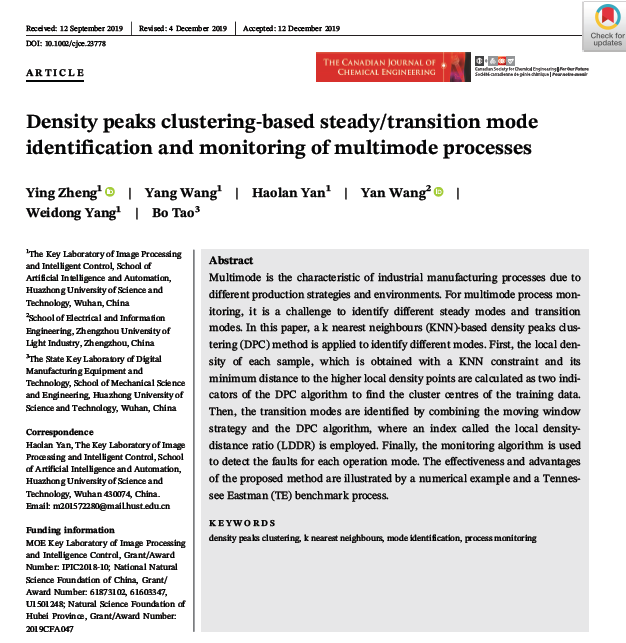 Received: 12 September 2019 | Revised: 4 December 2019 | Accepted: 12 December 2019
DOI: 10.1002/cjce.23778
Check for
updates
ARTICLE
THE CANADIAN JOURNAL OF
CHEMICAL ENGINEERING
Canadian Society for Chemical Engineering | For Our Future
Société canadienne de génie chimique | Pour notre avenir
Density peaks clustering-based steady/transition mode
identification and monitoring of multimode processes
Ying Zheng1 | Yang Wang1 | Haolan Yan1 | Yan Wang2 |
Weidong Yang1 | Bo Tao3
1The Key Laboratory of Image Processing
and Intelligent Control, School of
Artificial Intelligence and Automation,
Huazhong University of Science and
Technology, Wuhan, China
2School of Electrical and Information
Engineering, Zhengzhou University of
Light Industry, Zhengzhou, China
3The State Key Laboratory of Digital
Manufacturing Equipment and
Technology, School of Mechanical Science
and Engineering, Huazhong University of
Science and Technology, Wuhan, China
Correspondence
Haolan Yan, The Key Laboratory of Image
Processing and Intelligent Control, School
of Artificial Intelligence and Automation,
Huazhong University of Science and
Technology, Wuhan 430074, China.
Email: m201572280@mail.hust.edu.cn
Funding information
MOE Key Laboratory of Image Processing
and Intelligence Control, Grant/Award
Number: IPIC2018-10; National Natural
Science Foundation of China, Grant/
Award Number: 61873102, 61603347,
U1501248; Natural Science Foundation of
Hubei Province, Grant/Award Number:
2019CFA047
Abstract
Multimode is the characteristic of industrial manufacturing processes due to
different production strategies and environments. For multimode process mon-
itoring, it is a challenge to identify different steady modes and transition
modes. In this paper, a k nearest neighbours (KNN)-based density peaks clus-
tering (DPC) method is applied to identify different modes. First, the local den-
sity of each sample, which is obtained with a KNN constraint and its
minimum distance to the higher local density points are calculated as two indi-
cators of the DPC algorithm to find the cluster centres of the training data.
Then, the transition modes are identified by combining the moving window
strategy and the DPC algorithm, where an index called the local density-
distance ratio (LDDR) is employed. Finally, the monitoring algorithm is used
to detect the faults for each operation mode. The effectiveness and advantages
of the proposed method are illustrated by a numerical example and a Tennes-
see Eastman (TE) benchmark process.
KEYWORDS
density peaks clustering, k nearest neighbours, mode identification, process monitoring